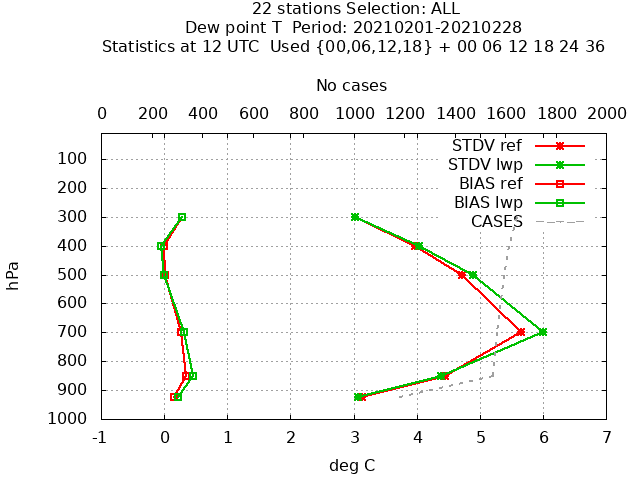 22 stations Selection: ALL
Dew point T  Period: 20210201-20210228
Statistics at 12 UTC  Used {00,06,12,18} + 00 06 12 18 24 36
No cases
0 200 400 600 800 1000 1200 1400 1600 1800 2000
STDV ref
STDV lwp
BIAS ref
BIAS lwp
CASES
100
200
300
400
500
600
700
800
900
1000
hPa
-1 0 1 2 3 4 5 6 7
deg C